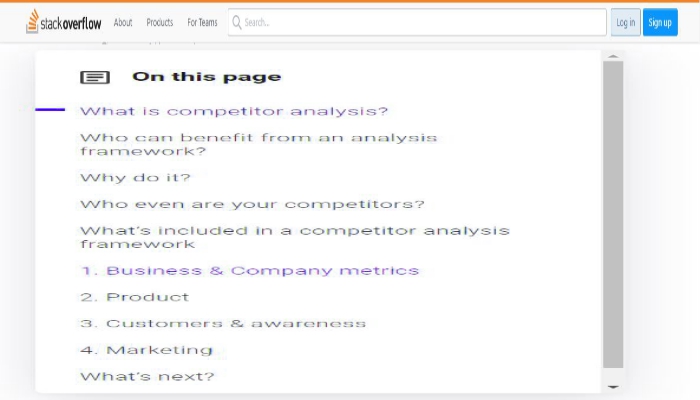 stackoverflow About Products For Teams Search... Log in Sign up
On this page
What is competitor analysis?
Who can benefit from an analysis
framework?
Why do it?
Who even are your competitors?
What's included in a competitor analysis
framework
1. Business & Company metrics
2. Product
3. Customers & awareness
4. Marketing
What's next?